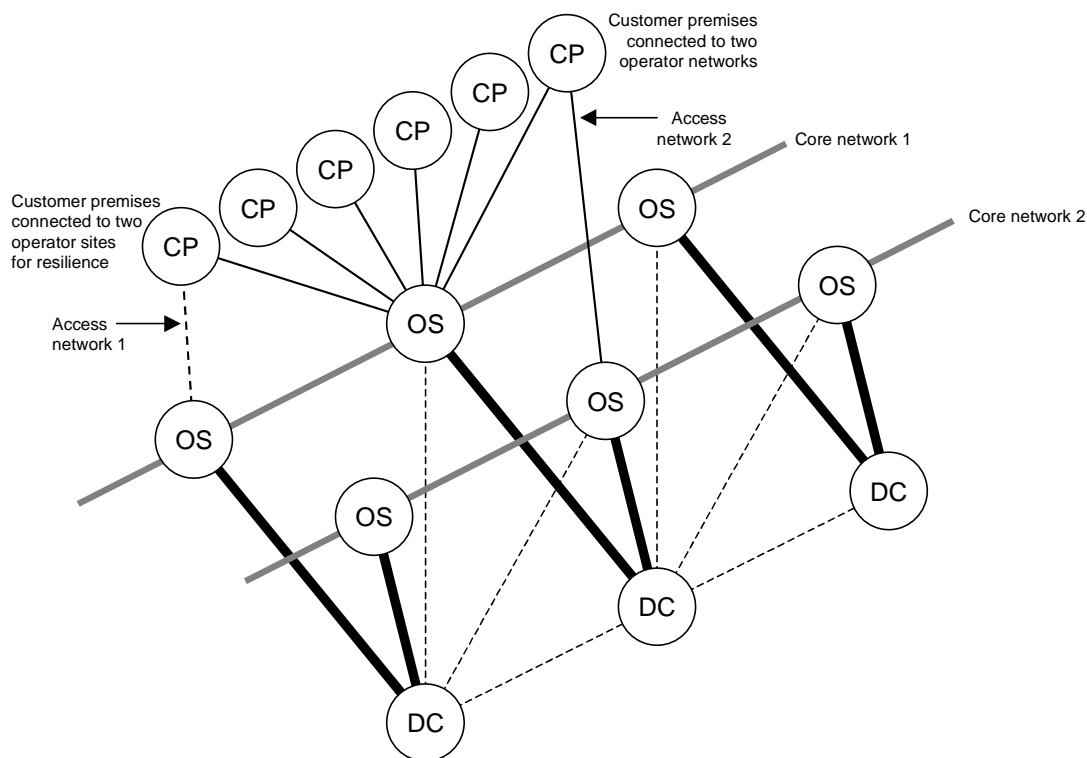 Customer premises
connected to two
operator networks
CP
CP
CP
CP
CP
CP
Access
network 2
Core network 1
Customer premises
connected to two
operator sites
for resilience
OS
Core network 2
OS
OS
Access
network 1
OS
OS
OS
DC
DC
DC